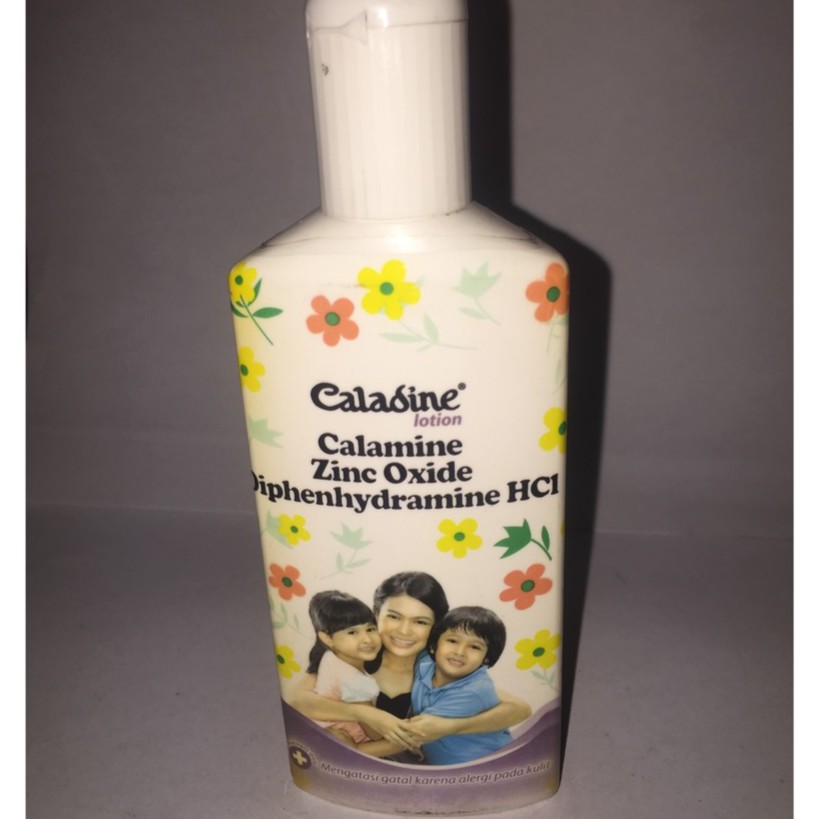 Caladine®
lotion
Calamine
Zinc Oxide
Diphenhydramine HCl
Mengatasi gatal karena alergi pada kulit